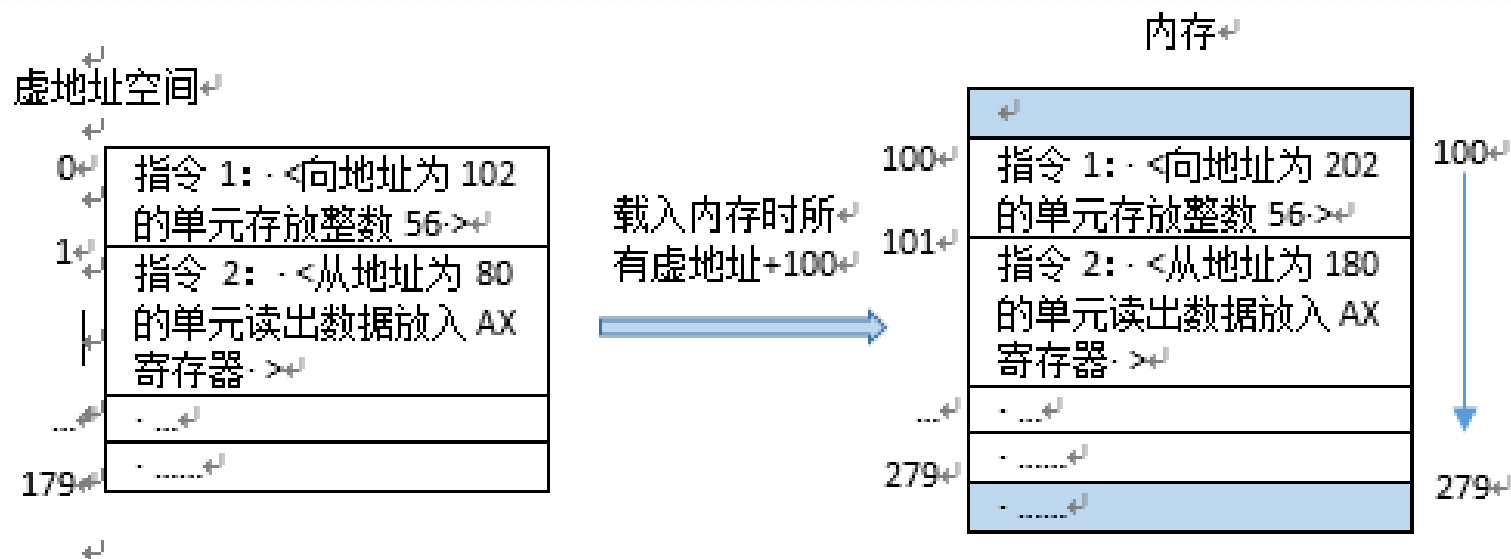 内存
虚地址空间
0
指令 1: <向地址为 102
的单元存放整数 56 >
1
指令 2: <从地址为 80
的单元读出数据放入 AX
寄存器 >
...
...
179
......
载入内存时所
有虚地址+100
100
指令 1: <向地址为 202
的单元存放整数 56 >
101
指令 2: <从地址为 180
的单元读出数据放入 AX
寄存器 >
...
...
279
......
......
100
279